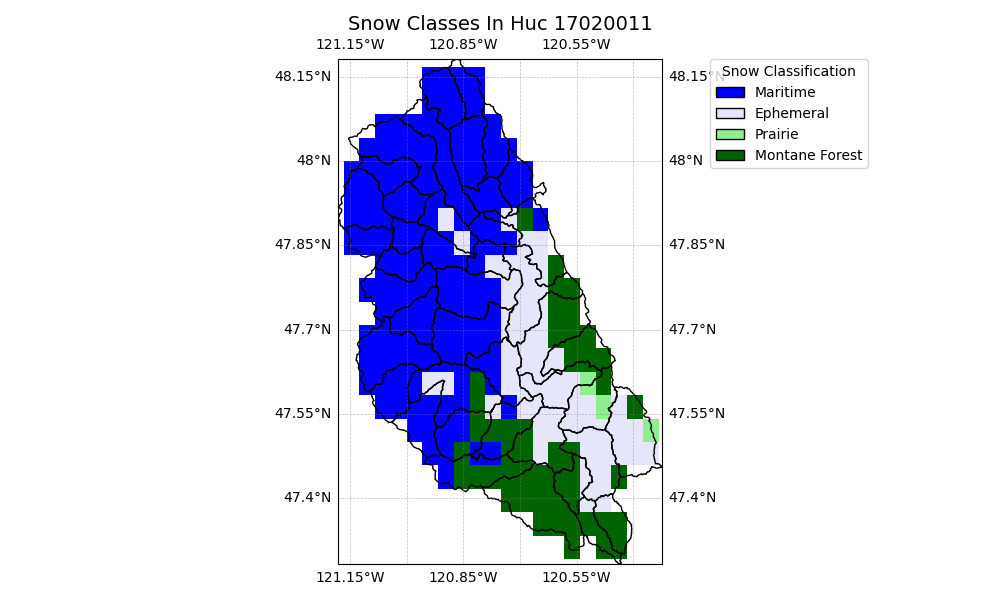 Snow Classes In Huc 17020011
121.15°W 120.85°W 120.55°W
48.15°N 48.15°N
48°N 48°N
47.85°N 47.85°N
47.7°N 47.7°N
47.55°N 47.55°N
47.4°N 47.4°N
121.15°W 120.85°W 120.55°W
Snow Classification
Maritime
Ephemeral
Prairie
Montane Forest